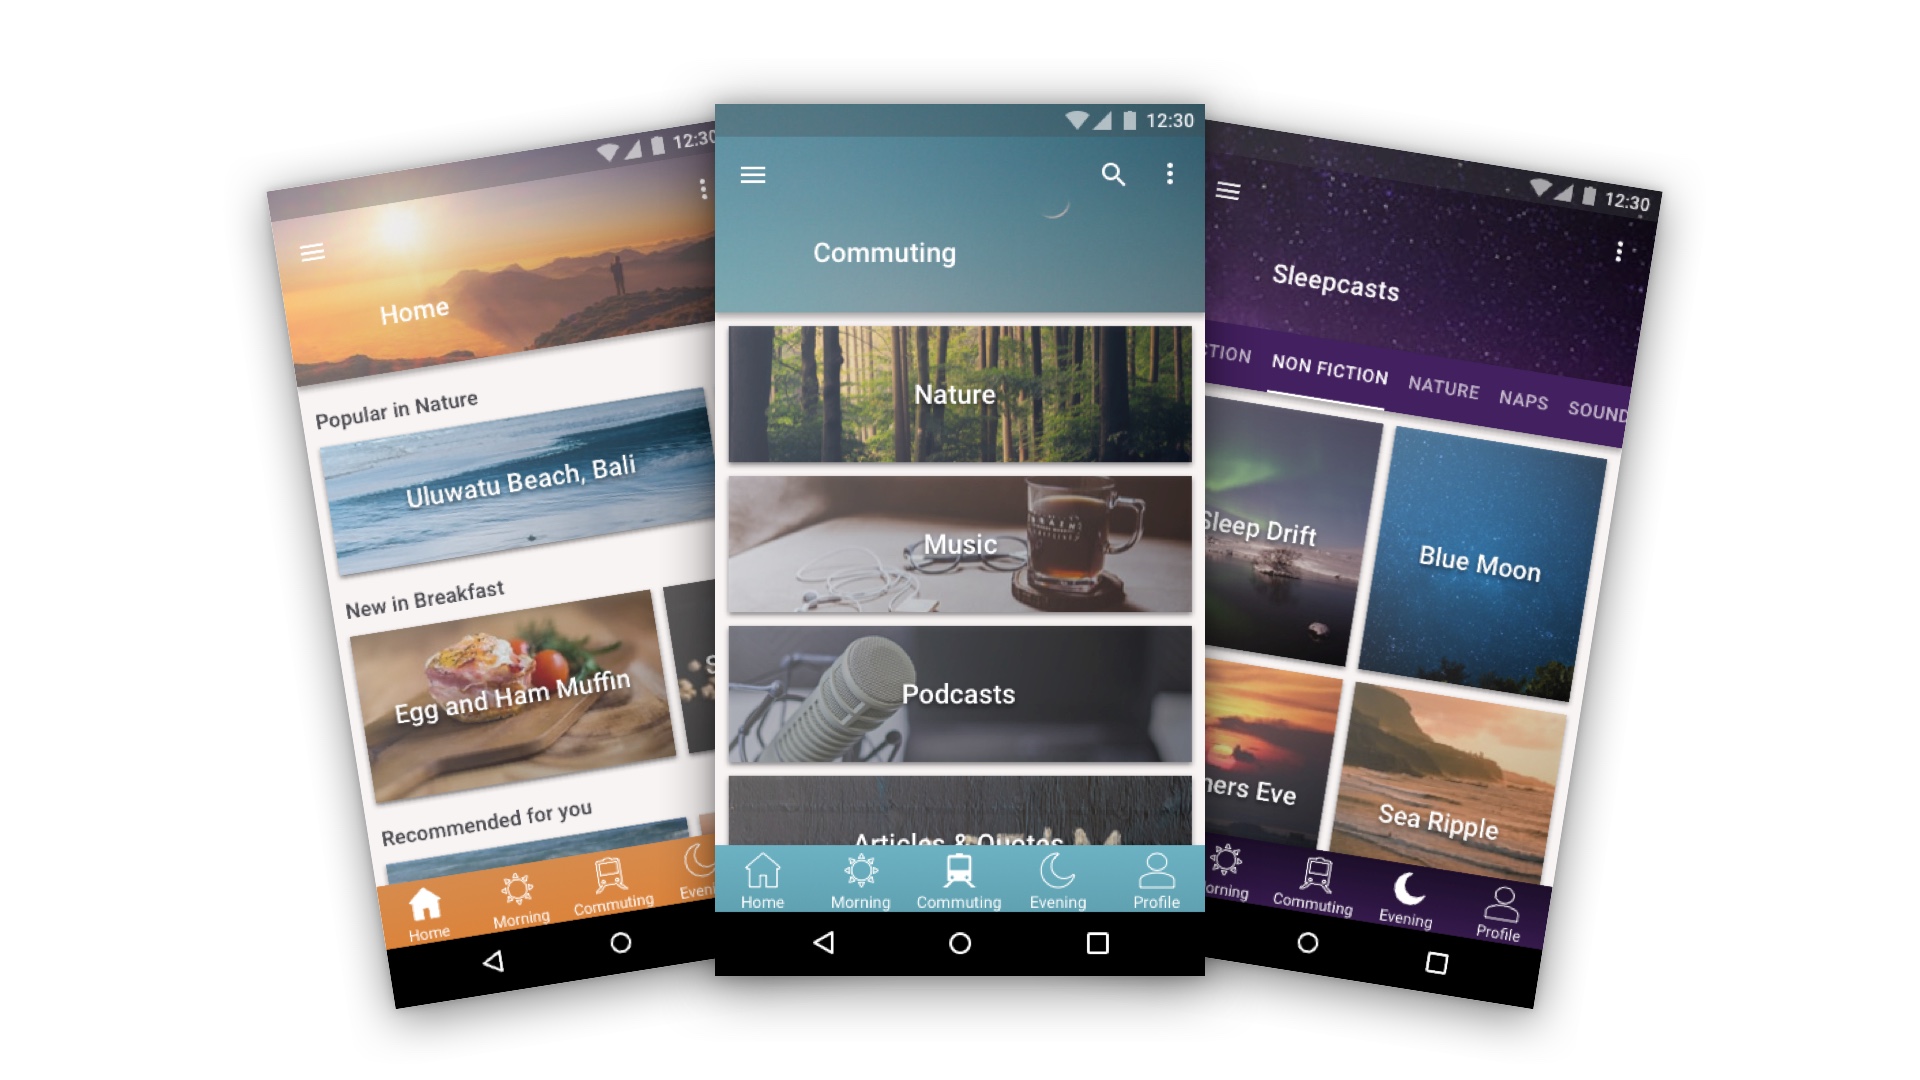 12:30
Home
Popular in Nature
Uluwatu Beach, Bali
New in Breakfast
Egg and Ham Muffin
Recommended for you
Home
Morning
Commuting
12:30
Commuting
Nature
Music
Podcasts
Articles & Quotes
Home
Morning
Commuting
Evening
Profile
12:30
Sleepcasts
NON FICTION NATURE NAPS SOUND
Sleep Drift
Blue Moon
ners Eve
Sea Ripple
orning
Commuting
Evening
Profile